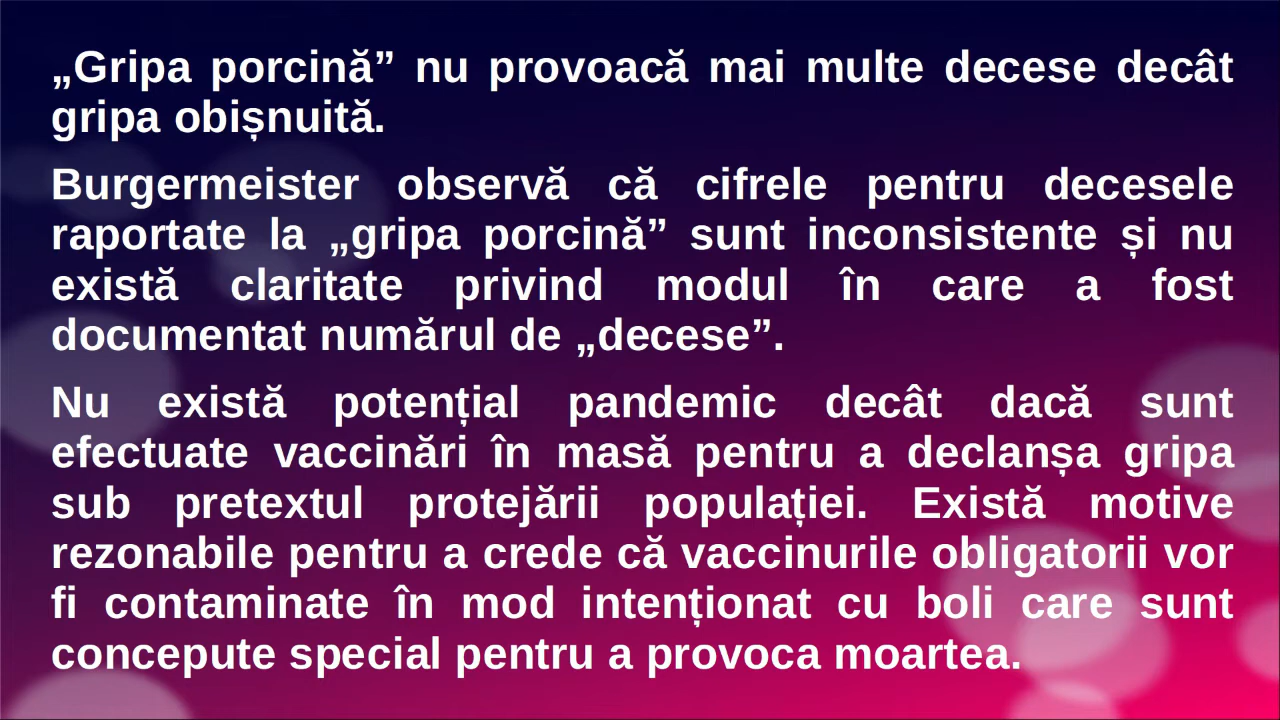 „Gripa porcină” nu provoacă mai multe decese decât
gripa obișnuită.
Burgermeister observă că cifrele pentru decesele
raportate la „gripa porcină” sunt inconsistente și nu
există claritate privind modul în care a fost
documentat numărul de „decese”.
Nu există potențial pandemic decât dacă sunt
efectuate vaccinări în masă pentru a declanșa gripa
sub pretextul protejării populației. Există motive
rezonabile pentru a crede că vaccinurile obligatorii vor
fi contaminate în mod intenționat cu boli care sunt
concepute special pentru a provoca moartea.